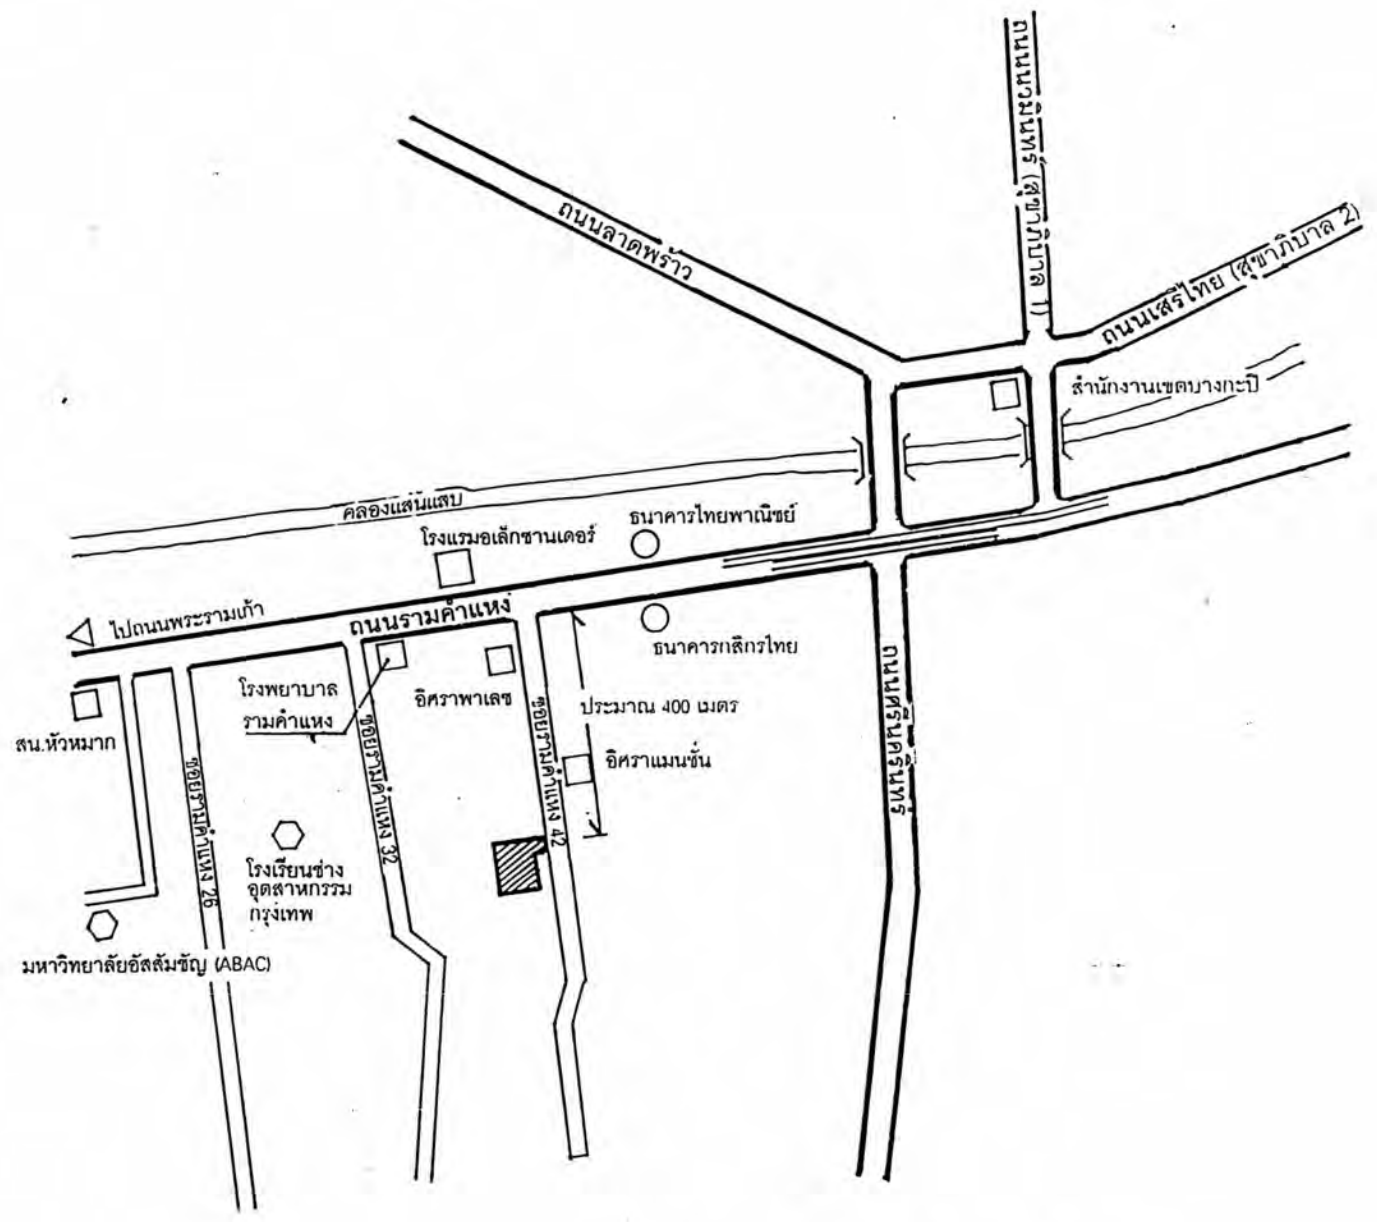 ถนนนวมินทร์ (สุขาภิบาล 1)
ถนนลาดพร้าว
ถนนเสรีไทย (สุขาภิบาล 2)
สำนักงานเขตบางกะปิ
คลองแสนแสบ
ธนาคารไทยพาณิชย์
โรงแรมอเล็กซานเดอร์
ไปถนนพระรามเก้า
ถนนรามคำแหง
ธนาคารกสิกรไทย
โรงพยาบาล
รามคำแหง
อิศราพาเลซ
ประมาณ 400 เมตร
สน.หัวหมาก
อิศราแมนชั่น
ซอยรามคำแหง 26
ซอยรามคำแหง 32
ซอยรามคำแหง 42
ถนนศรีนครินทร์
โรงเรียนช่าง
อุตสาหกรรม
กรุงเทพ
มหาวิทยาลัยอัสสัมชัญ (ABAC)